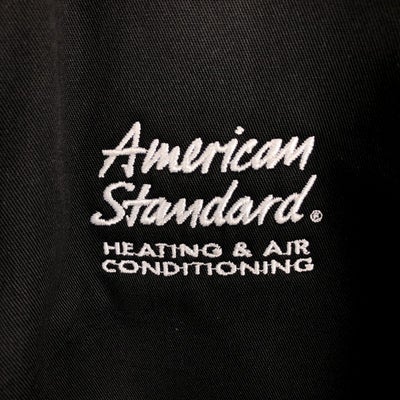 American
Standard®
HEATING & AIR
CONDITIONING